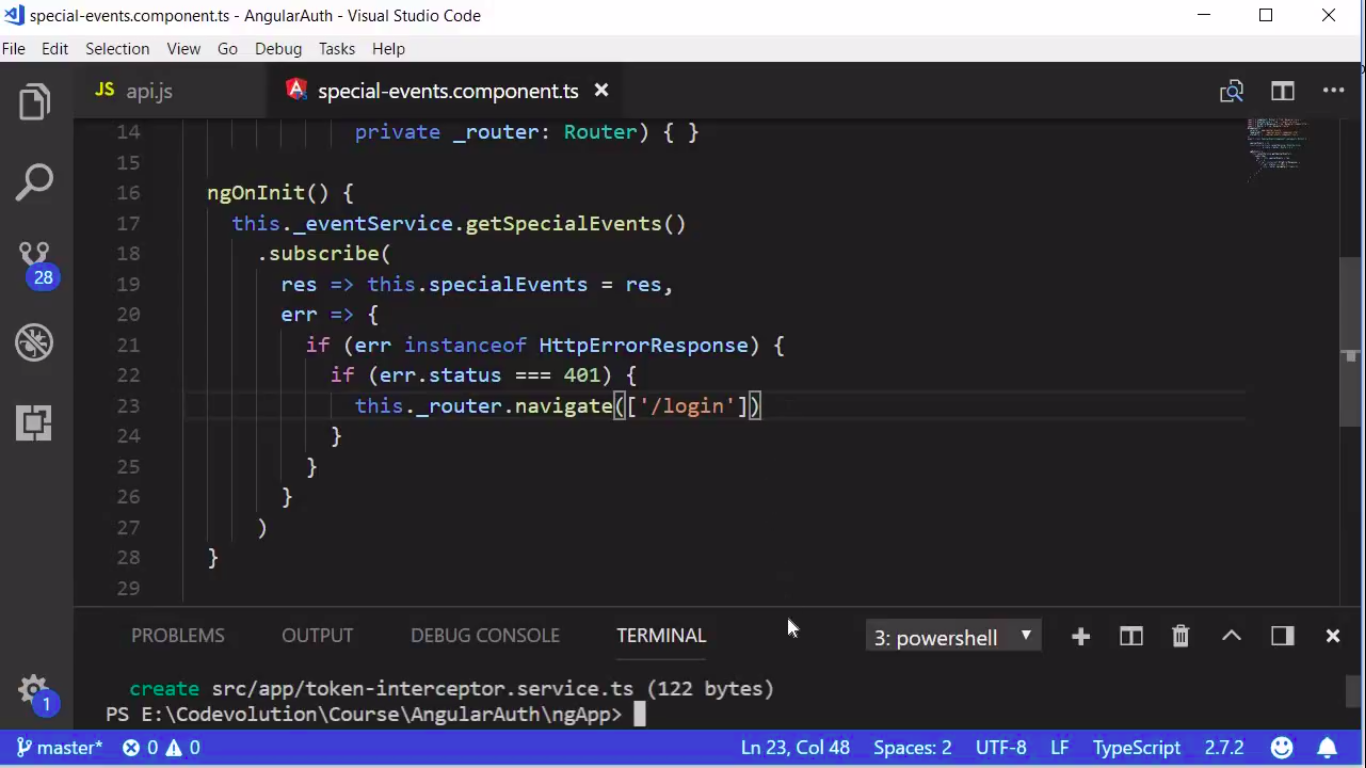 special-events.component.ts - AngularAuth - Visual Studio Code
File Edit Selection View Go Debug Tasks Help
JS api.js special-events.component.ts
14 private _router: Router) { }
15
16 ngOnInit() {
17 this._eventService.getSpecialEvents()
18 .subscribe(
19 res => this.specialEvents = res,
20 err => {
21 if (err instanceof HttpErrorResponse) {
22 if (err.status === 401) {
23 this._router.navigate(['/login'])
24 }
25 }
26 }
27 )
28 }
29
28
1
PROBLEMS OUTPUT DEBUG CONSOLE TERMINAL 3: powershell
create src/app/token-interceptor.service.ts (122 bytes)
PS E:\Codevolution\Course\AngularAuth\ngApp>
master* 0 0 Ln 23, Col 48 Spaces: 2 UTF-8 LF TypeScript 2.7.2